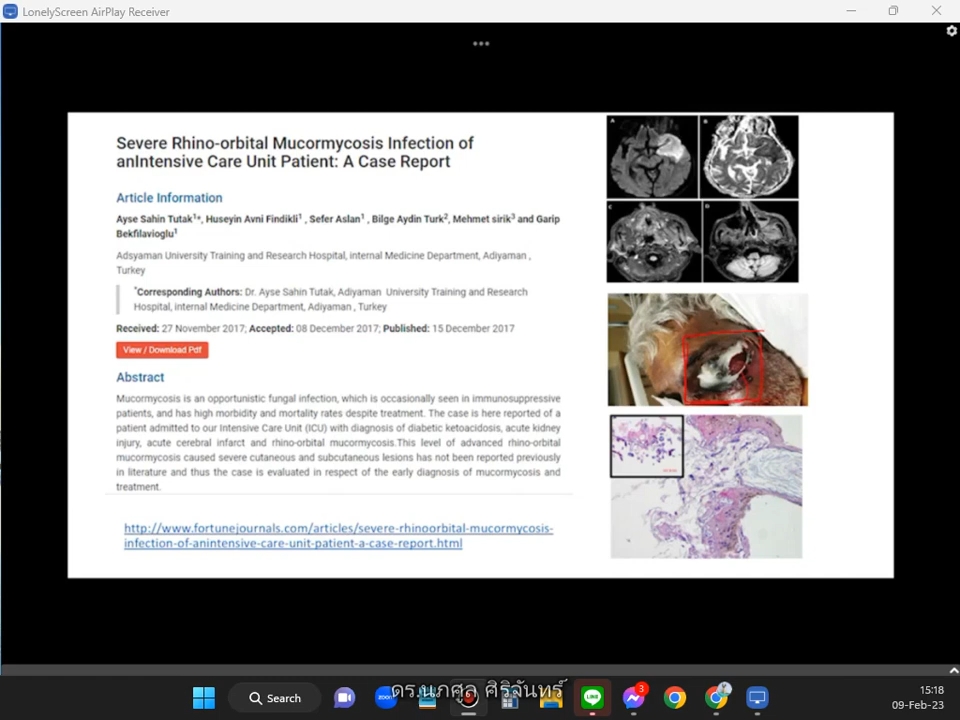 LonelyScreen AirPlay Receiver
Severe Rhino-orbital Mucormycosis Infection of
anIntensive Care Unit Patient: A Case Report
Article Information
Ayse Sahin Tutak1*, Huseyin Avni Findikli1 , Sefer Aslan1 , Bilge Aydin Turk2, Mehmet sirik3 and Garip
Bekfilavioglu1
Adsyaman University Training and Research Hospital, internal Medicine Department, Adiyaman ,
Turkey
*Corresponding Authors: Dr. Ayse Sahin Tutak, Adiyaman University Training and Research
Hospital, internal Medicine Department, Adiyaman , Turkey
Received: 27 November 2017; Accepted: 08 December 2017; Published: 15 December 2017
View / Download Pdf
Abstract
Mucormycosis is an opportunistic fungal infection, which is occasionally seen in immunosuppressive
patients, and has high morbidity and mortality rates despite treatment. The case is here reported of a
patient admitted to our Intensive Care Unit (ICU) with diagnosis of diabetic ketoacidosis, acute kidney
injury, acute cerebral infarct and rhino-orbital mucormycosis.This level of advanced rhino-orbital
mucormycosis caused severe cutaneous and subcutaneous lesions has not been reported previously
in literature and thus the case is evaluated in respect of the early diagnosis of mucormycosis and
treatment.
http://www.fortunejournals.com/articles/severe-rhinoorbital-mucormycosis-
infection-of-anintensive-care-unit-patient-a-case-report.html
A
B
C
D
Search
zoom
ดร.นภศูล ศิริจันทร์
LINE
3
15:18
09-Feb-23